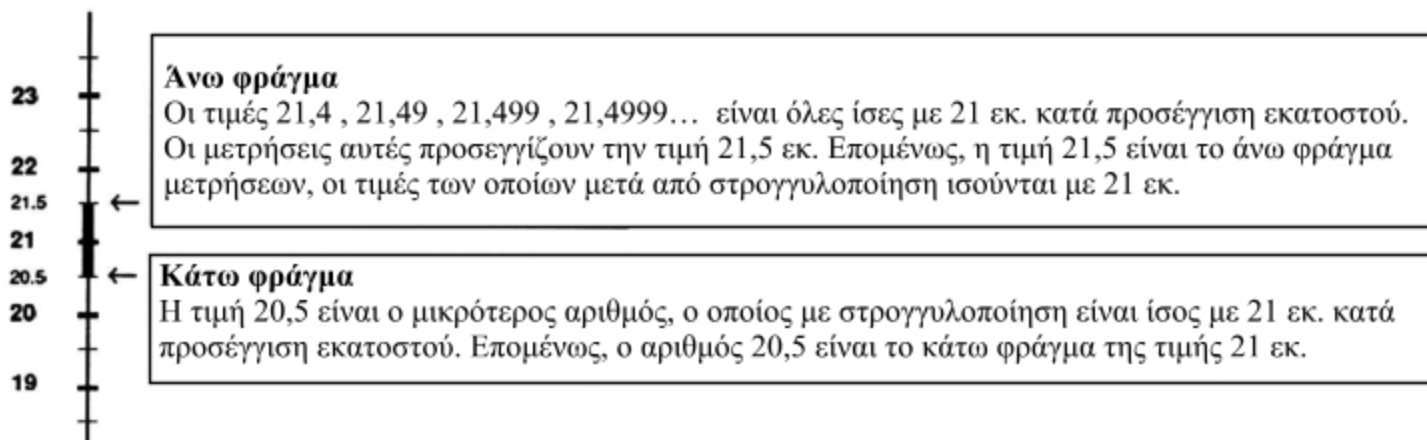 Άνω φράγμα
Οι τιμές 21,4 , 21,49 , 21,499 , 21,4999… είναι όλες ίσες με 21 εκ. κατά προσέγγιση εκατοστού.
Οι μετρήσεις αυτές προσεγγίζουν την τιμή 21,5 εκ. Επομένως, η τιμή 21,5 είναι το άνω φράγμα
μετρήσεων, οι τιμές των οποίων μετά από στρογγυλοποίηση ισούνται με 21 εκ.
Κάτω φράγμα
Η τιμή 20,5 είναι ο μικρότερος αριθμός, ο οποίος με στρογγυλοποίηση είναι ίσος με 21 εκ. κατά
προσέγγιση εκατοστού. Επομένως, ο αριθμός 20,5 είναι το κάτω φράγμα της τιμής 21 εκ.
23
22
21.5
21
20.5
20
19